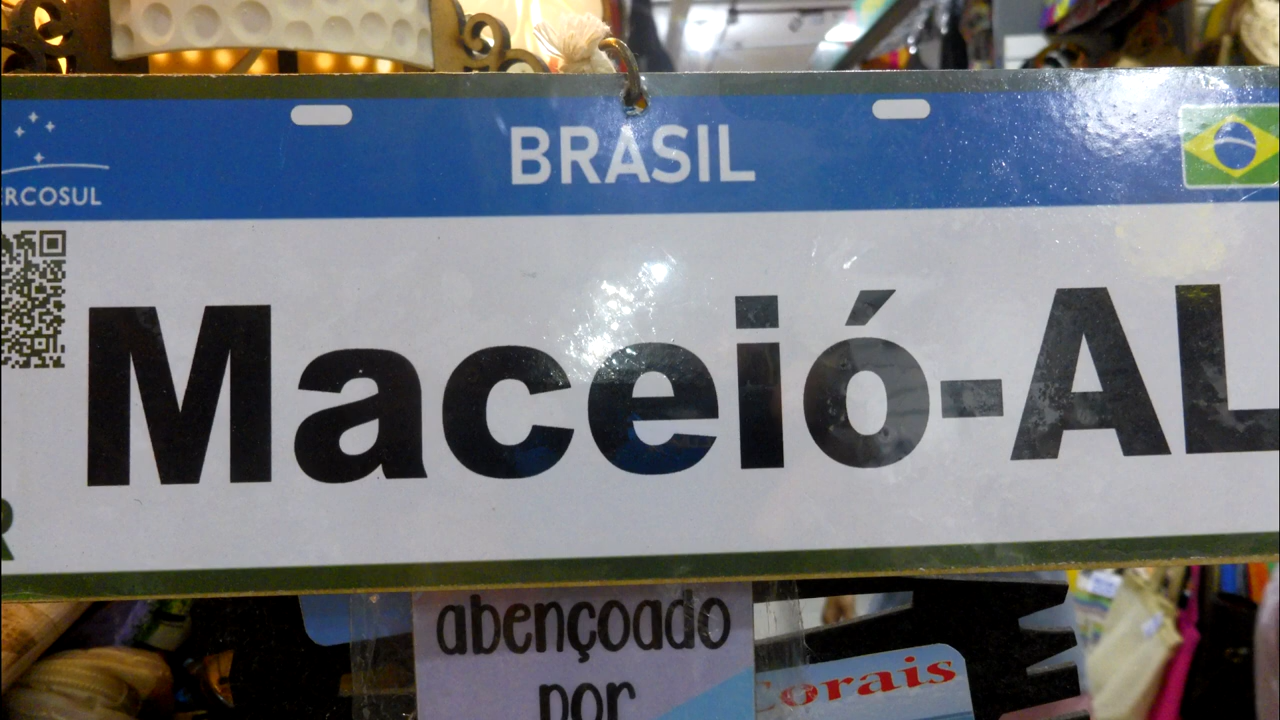 BRASIL
ERCOSUL
Maceió-AL
R
abençoado
por
Corais